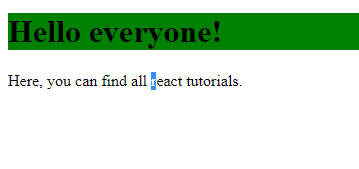 Hello everyone!
Here, you can find all react tutorials.